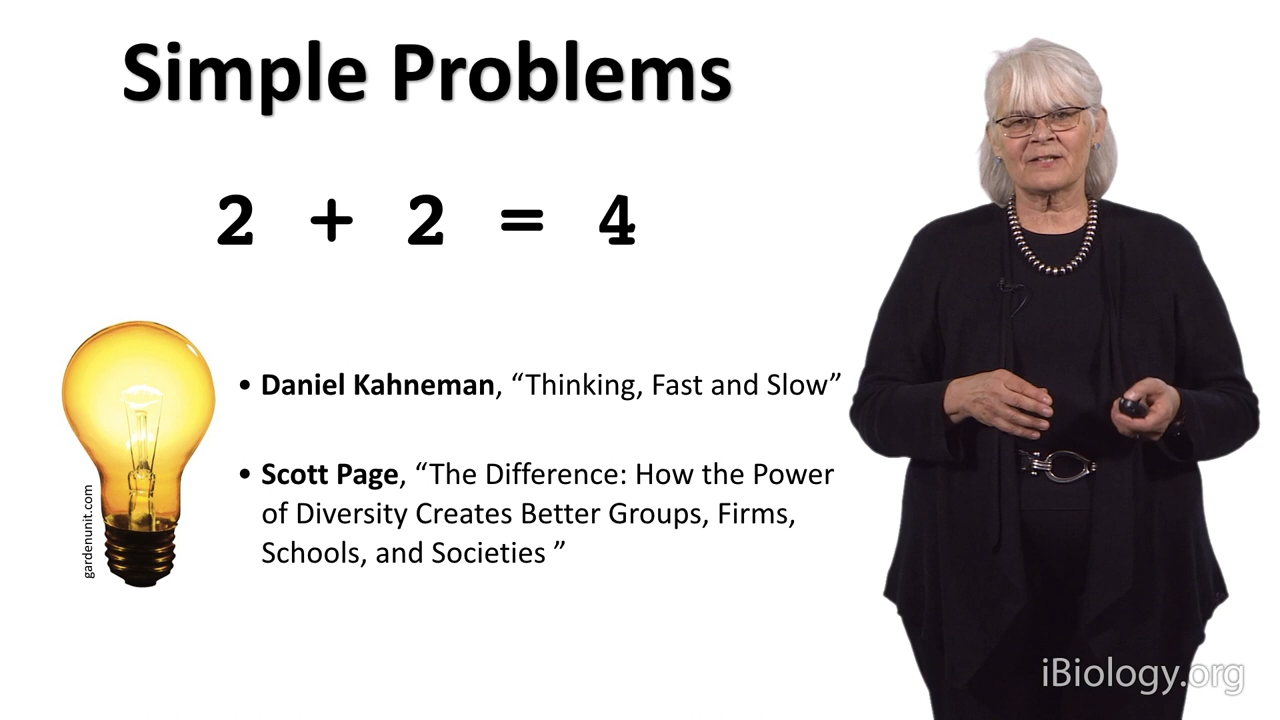 Simple Problems
2 + 2 = 4
• Daniel Kahneman, “Thinking, Fast and Slow”
• Scott Page, “The Difference: How the Power
of Diversity Creates Better Groups, Firms,
Schools, and Societies ”
gardenunit.com
iBiology.org